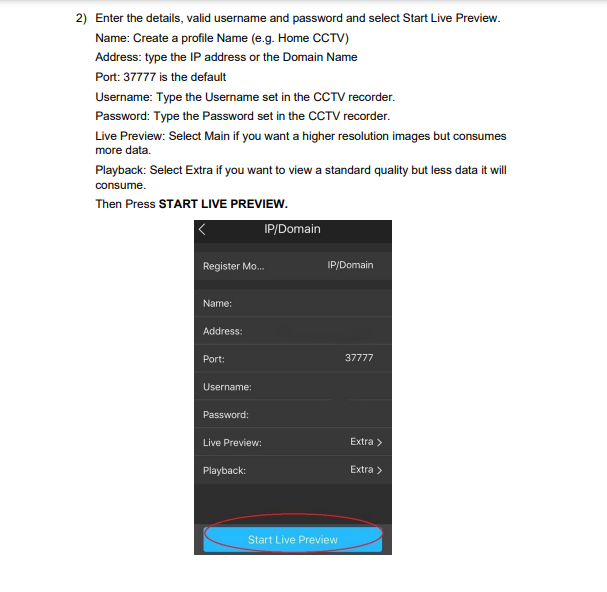 2) Enter the details, valid username and password and select Start Live Preview.
Name: Create a profile Name (e.g. Home CCTV)
Address: type the IP address or the Domain Name
Port: 37777 is the default
Username: Type the Username set in the CCTV recorder.
Password: Type the Password set in the CCTV recorder.
Live Preview: Select Main if you want a higher resolution images but consumes
more data.
Playback: Select Extra if you want to view a standard quality but less data it will
consume.
Then Press START LIVE PREVIEW.
< IP/Domain
Register Mo... IP/Domain
Name:
Address:
Port: 37777
Username:
Password:
Live Preview: Extra >
Playback: Extra >
Start Live Preview